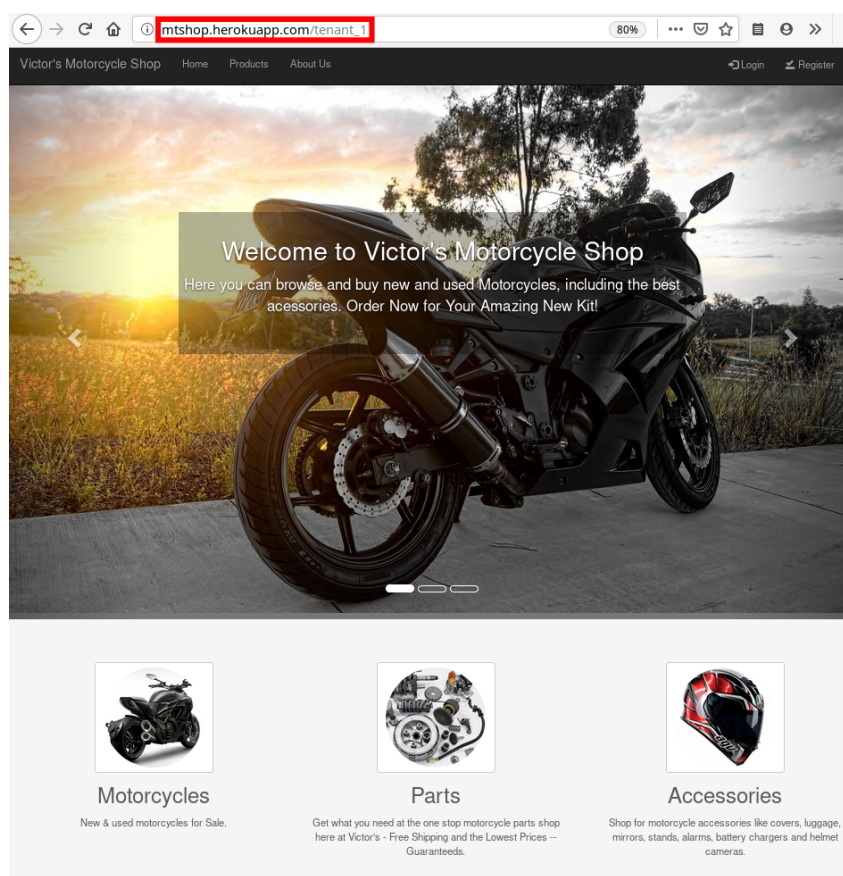 mtshop.herokuapp.com/tenant_1
80%
Victor's Motorcycle Shop Home Products About Us Login Register
Welcome to Victor's Motorcycle Shop
Here you can browse and buy new and used Motorcycles, including the best
acessories. Order Now for Your Amazing New Kit!
Motorcycles
New & used motorcycles for Sale.
Parts
Get what you need at the one stop motorcycle parts shop
here at Victor's - Free Shipping and the Lowest Prices --
Guaranteeds.
Accessories
Shop for motorcycle accessories like covers, luggage,
mirrors, stands, alarms, battery chargers and helmet
cameras.